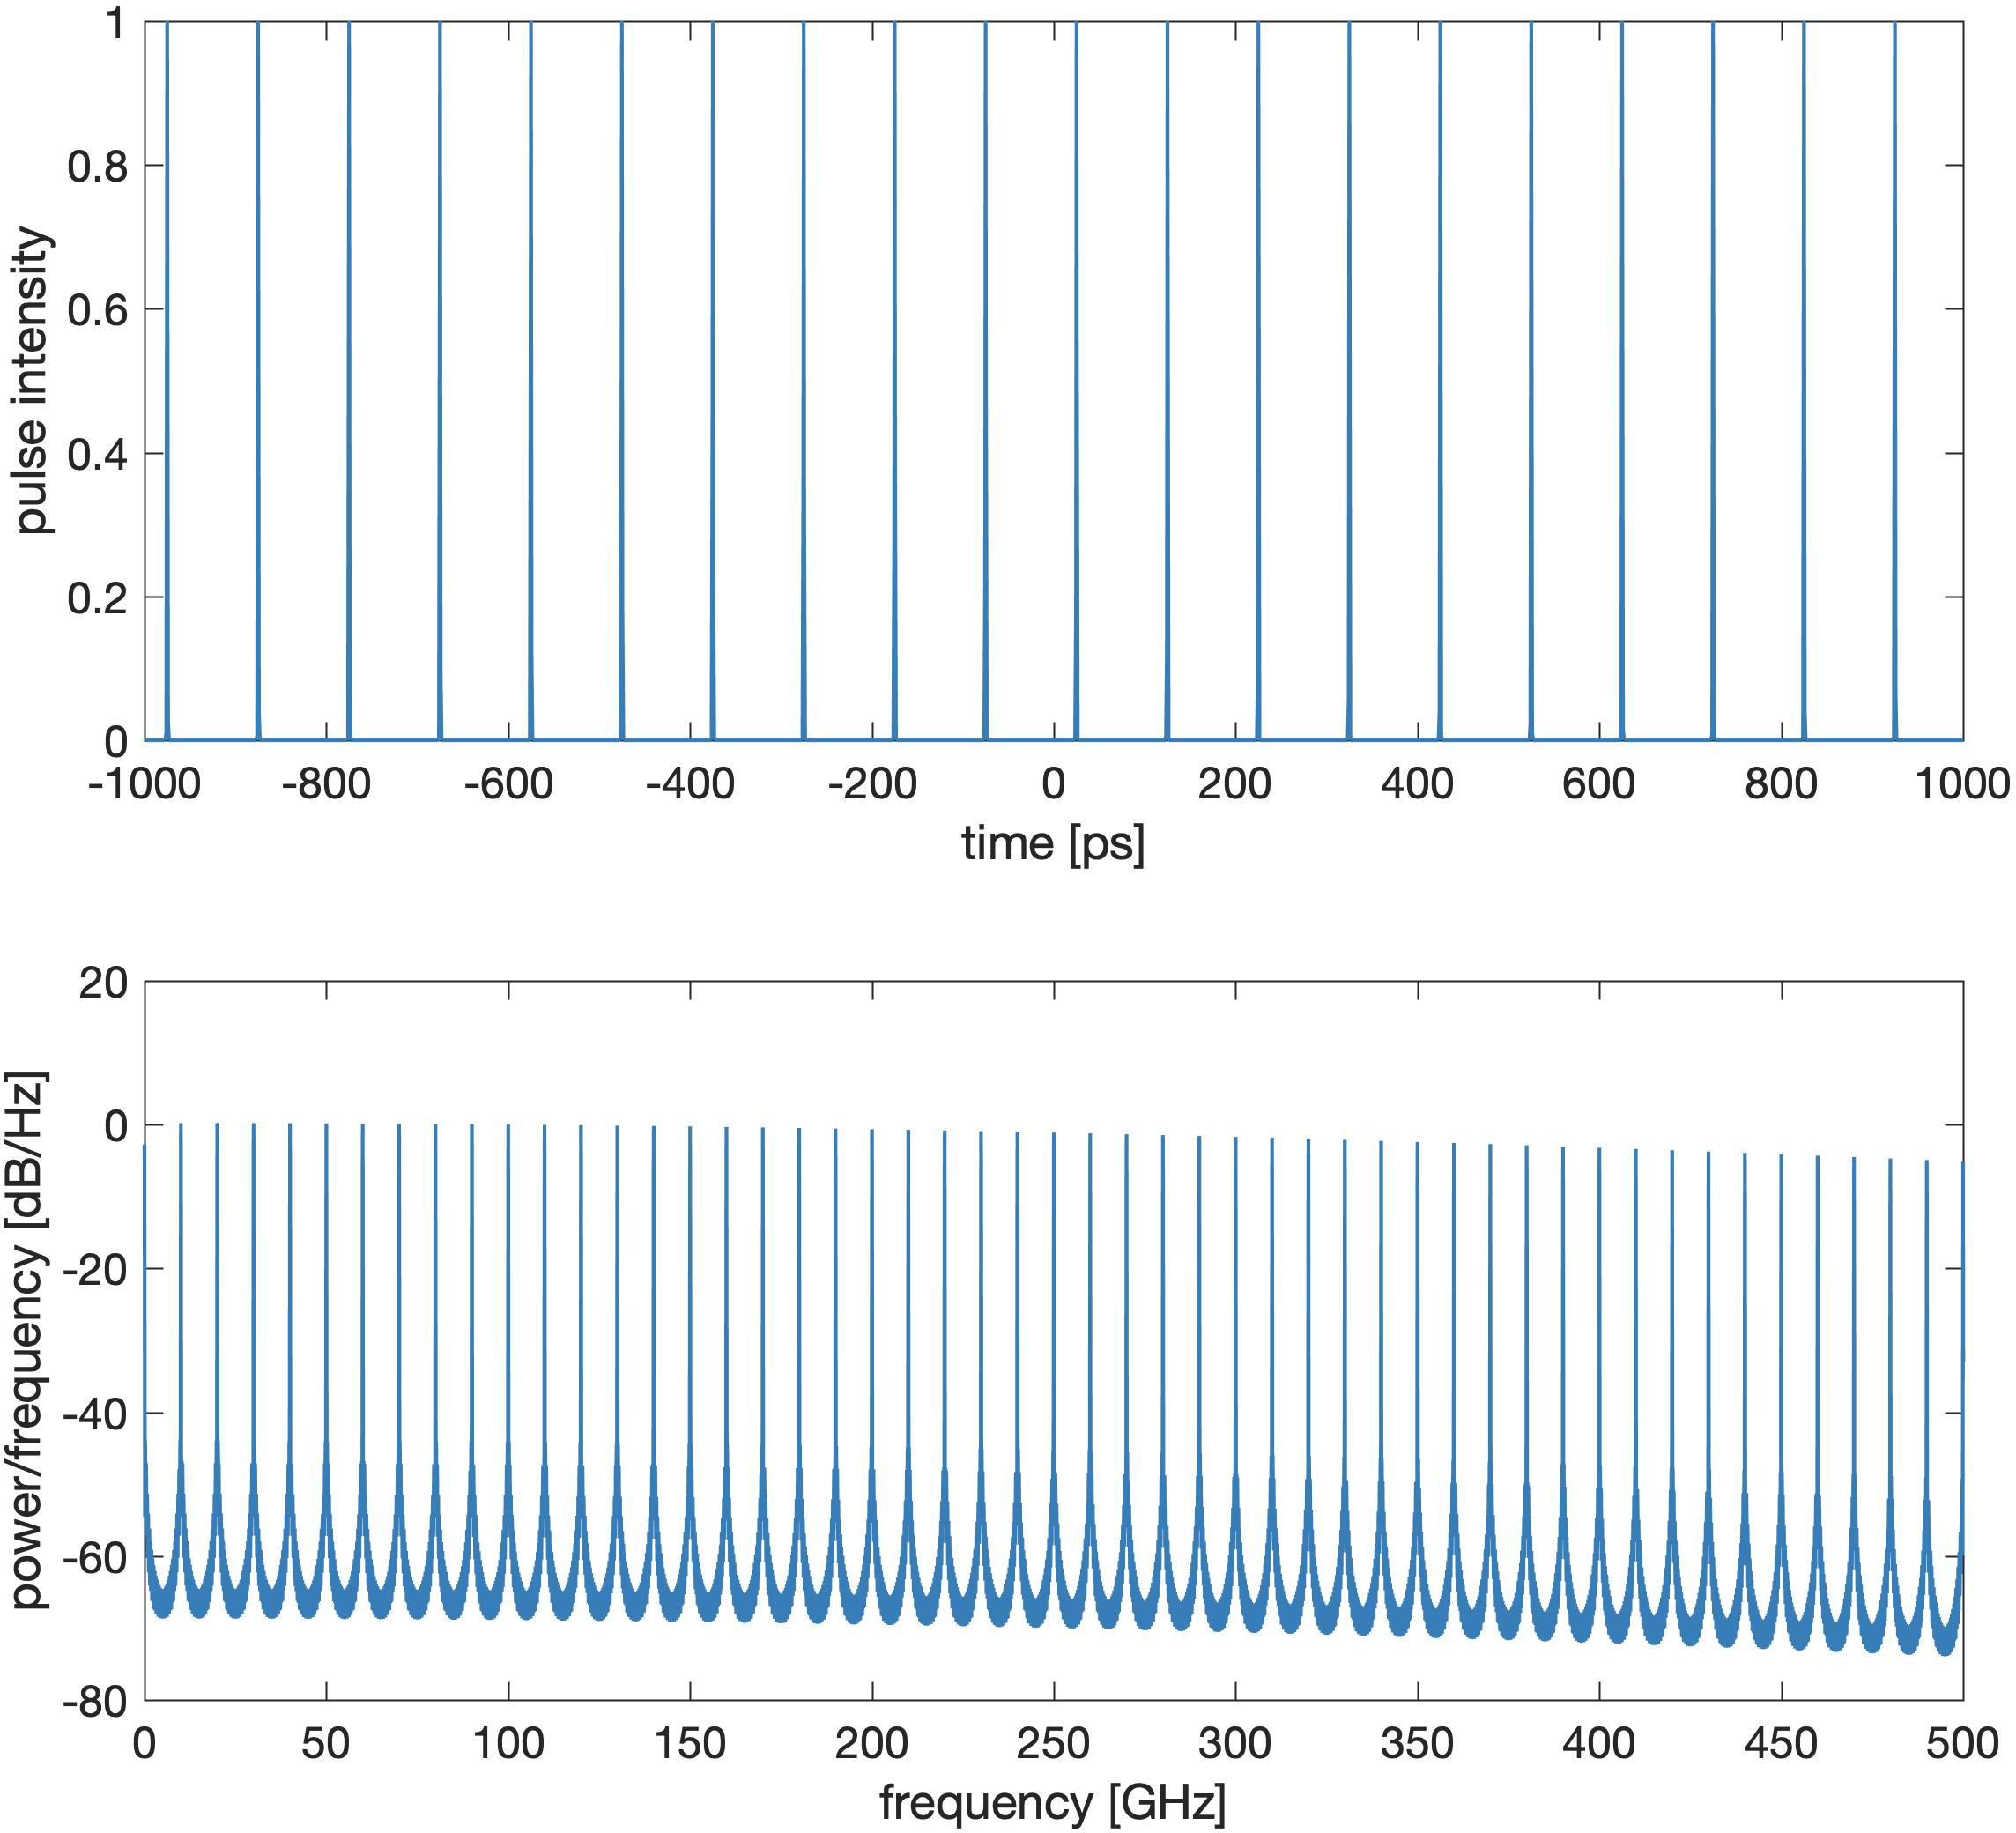 1
0.8
0.6
0.4
0.2
0
pulse intensity
-1000 -800 -600 -400 -200 0 200 400 600 800 1000
time [ps]
20
0
-20
-40
-60
-80
power/frequency [dB/Hz]
0 50 100 150 200 250 300 350 400 450 500
frequency [GHz]